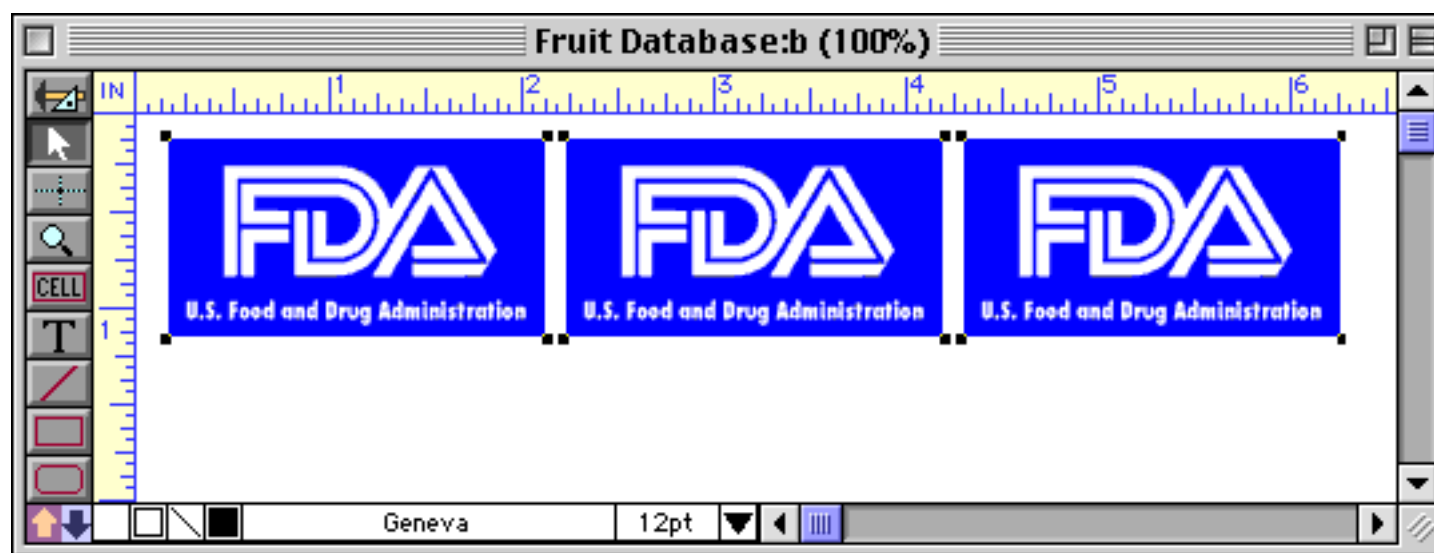 Fruit Database:b (100%)
IN 1 2 3 4 5 6
FDA FDA FDA
U.S. Food and Drug Administration U.S. Food and Drug Administration U.S. Food and Drug Administration
CELL
T 1
Geneva 12pt